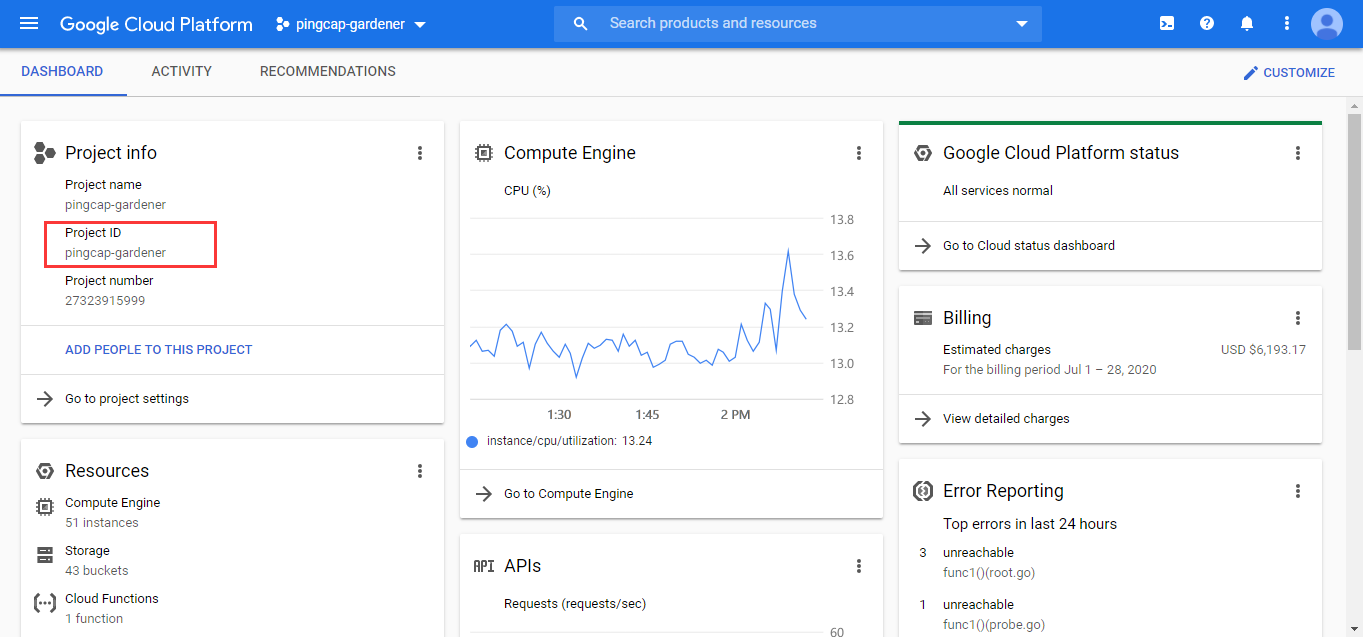 Google Cloud Platform
pingcap-gardener
Search products and resources
DASHBOARD
ACTIVITY
RECOMMENDATIONS
CUSTOMIZE
Project info
Project name
pingcap-gardener
Project ID
pingcap-gardener
Project number
27323915999
ADD PEOPLE TO THIS PROJECT
Go to project settings
Resources
Compute Engine
51 instances
Storage
43 buckets
Cloud Functions
1 function
Compute Engine
CPU (%)
13.8
13.6
13.4
13.2
13.0
12.8
1:30 1:45 2 PM
instance/cpu/utilization: 13.24
Go to Compute Engine
API APIs
Requests (requests/sec)
60
Google Cloud Platform status
All services normal
Go to Cloud status dashboard
Billing
Estimated charges USD $6,193.17
For the billing period Jul 1 – 28, 2020
View detailed charges
Error Reporting
Top errors in last 24 hours
3 unreachable
func1()(root.go)
1 unreachable
func1()(probe.go)